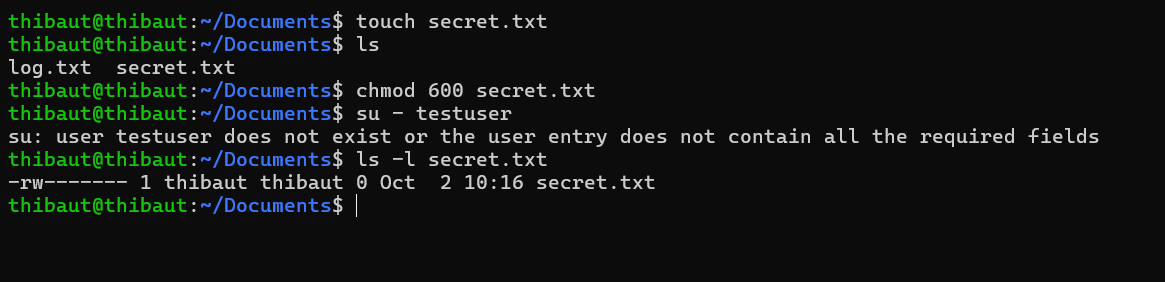 thibaut@thibaut:~/Documents$ touch secret.txt
thibaut@thibaut:~/Documents$ ls
log.txt  secret.txt
thibaut@thibaut:~/Documents$ chmod 600 secret.txt
thibaut@thibaut:~/Documents$ su - testuser
su: user testuser does not exist or the user entry does not contain all the required fields
thibaut@thibaut:~/Documents$ ls -l secret.txt
-rw------- 1 thibaut thibaut 0 Oct  2 10:16 secret.txt
thibaut@thibaut:~/Documents$